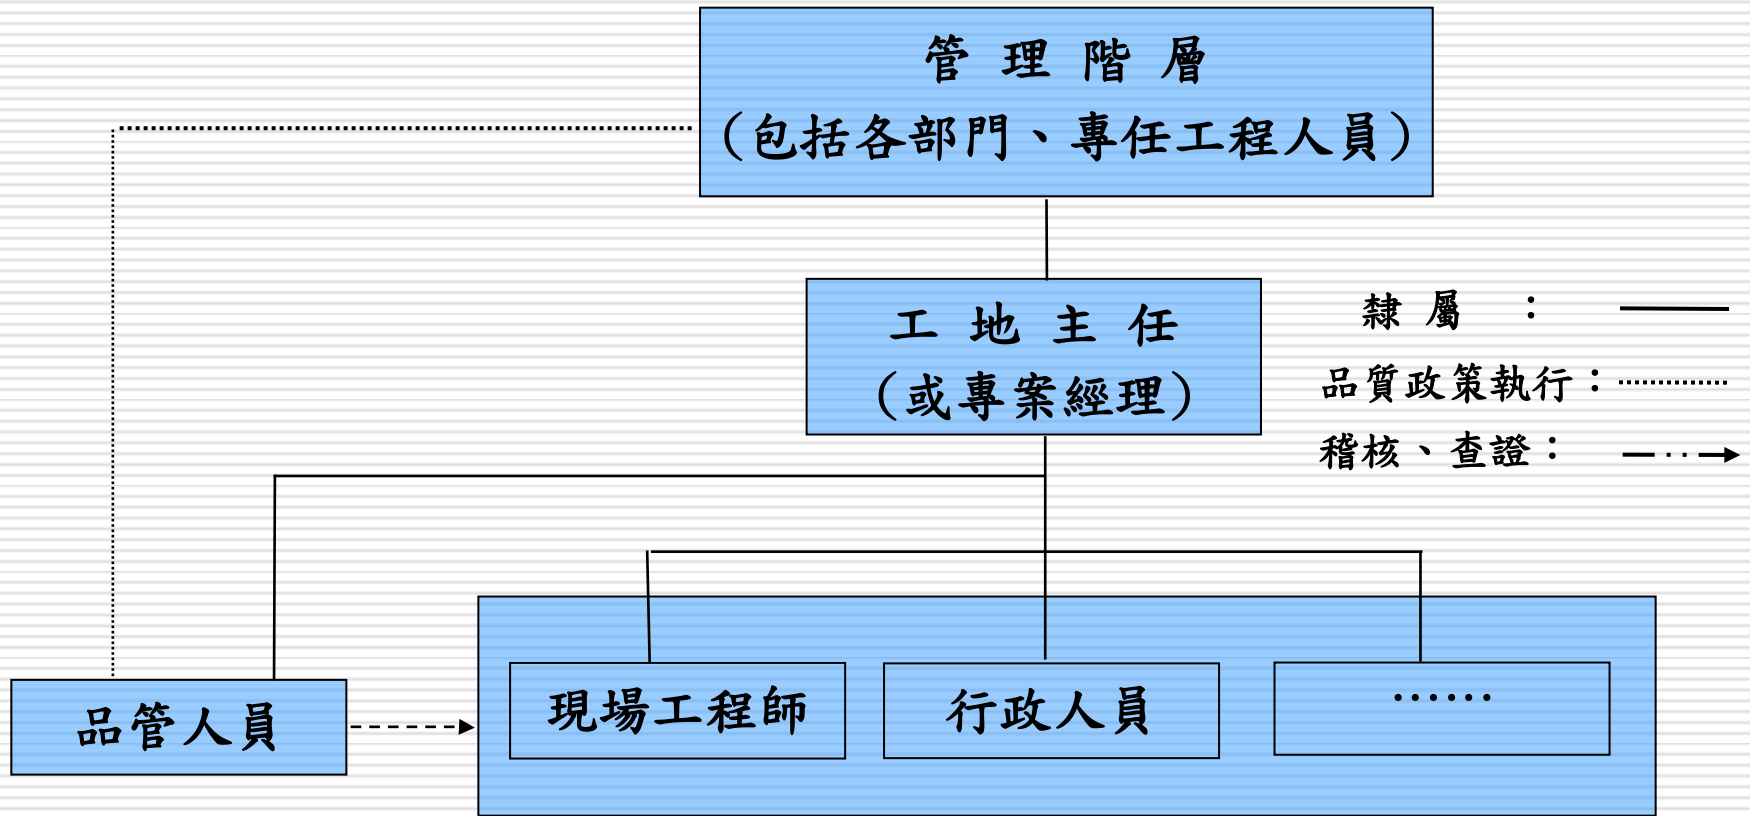 管 理 階 層
(包括各部門、專任工程人員)
工 地 主 任
(或專案經理)
隸 屬 ：
品質政策執行：
稽核、查證：
現場工程師
行政人員
……
品管人員